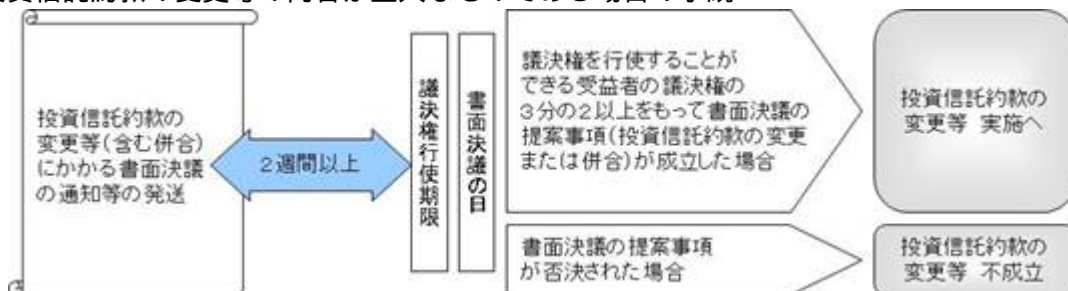 投資信託約款の
変更等(含む併合)
にかかる書面決議
の通知等の発送
2週間以上
議決権行使期限
書面決議の日
議決権を行使することが
できる受益者の議決権の
3分の2以上をもって書面決議の
提案事項(投資信託約款の変更
または併合)が成立した場合
投資信託約款の
変更等 実施へ
書面決議の提案事項
が否決された場合
投資信託約款の
変更等 不成立